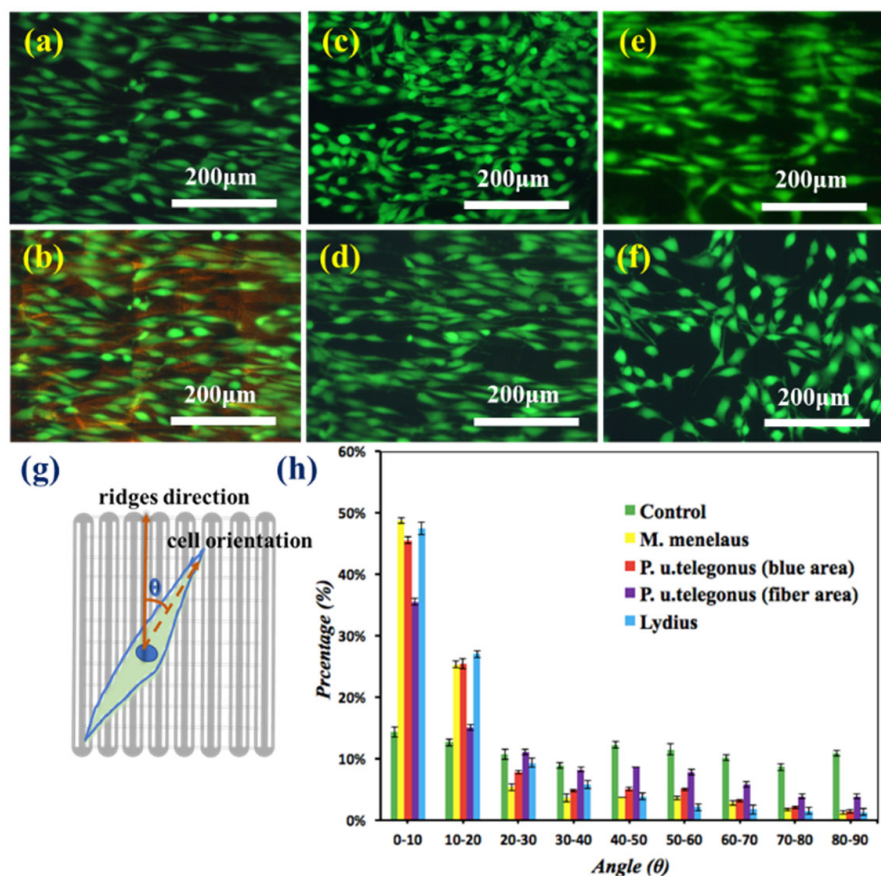 (a)
(c)
(e)
200μm
200μm
200μm
(b)
(d)
(f)
200μm
200μm
200μm
(g)
ridges direction
cell orientation
θ
(h)
60%
50%
40%
30%
20%
10%
0%
Prcentage (%)
Control
M. menelaus
P. u.telegonus (blue area)
P. u.telegonus (fiber area)
Lydius
0-10 10-20 20-30 30-40 40-50 50-60 60-70 70-80 80-90
Angle (θ)